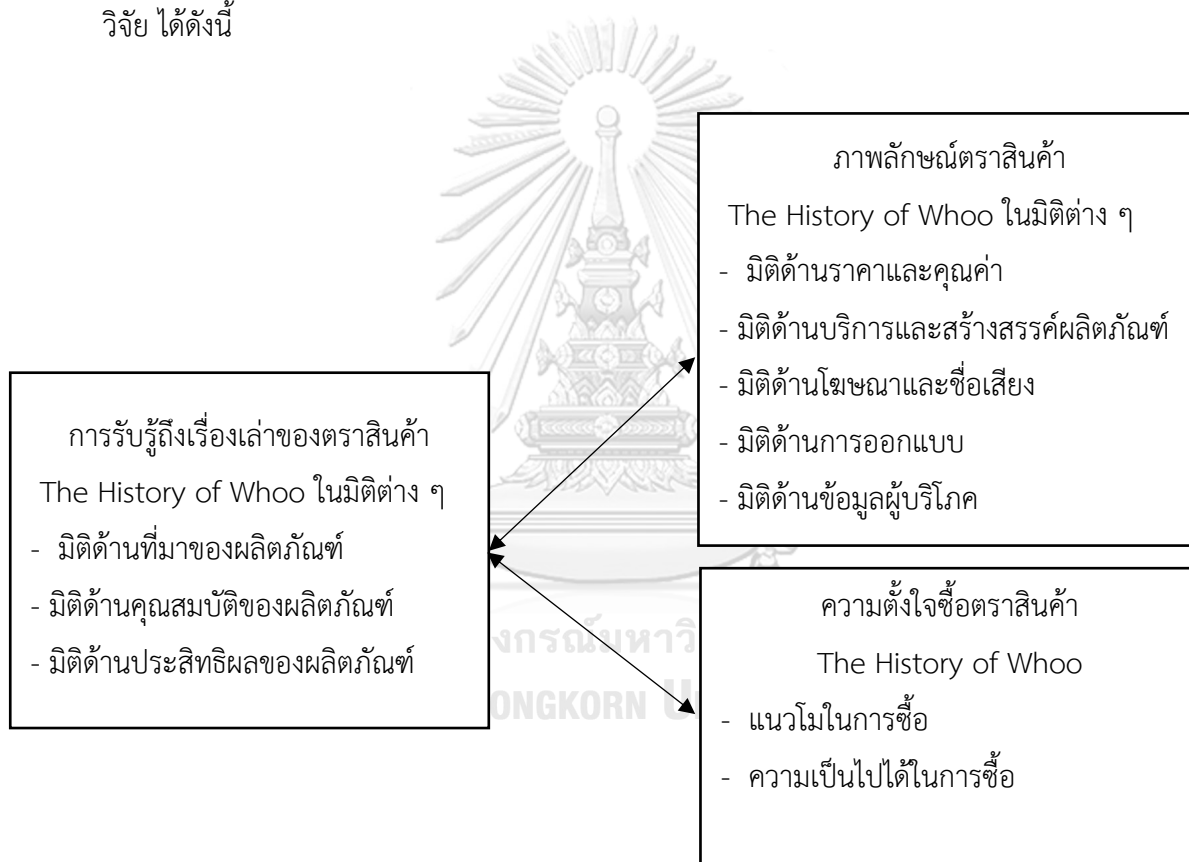 วิจัย ได้ดังนี้
ภาพลักษณ์ตราสินค้า
The History of Whoo ในมิติต่าง ๆ
- มิติด้านราคาและคุณค่า
- มิติด้านบริการและสร้างสรรค์ผลิตภัณฑ์
- มิติด้านโฆษณาและชื่อเสียง
- มิติด้านการออกแบบ
- มิติด้านข้อมูลผู้บริโภค
การรับรู้ถึงเรื่องเล่าของตราสินค้า
The History of Whoo ในมิติต่าง ๆ
- มิติด้านที่มาของผลิตภัณฑ์
- มิติด้านคุณสมบัติของผลิตภัณฑ์
- มิติด้านประสิทธิผลของผลิตภัณฑ์
ความตั้งใจซื้อตราสินค้า
The History of Whoo
- แนวโมในการซื้อ
- ความเป็นไปได้ในการซื้อ
งกรณ์มหาวิ
ONGKORN U